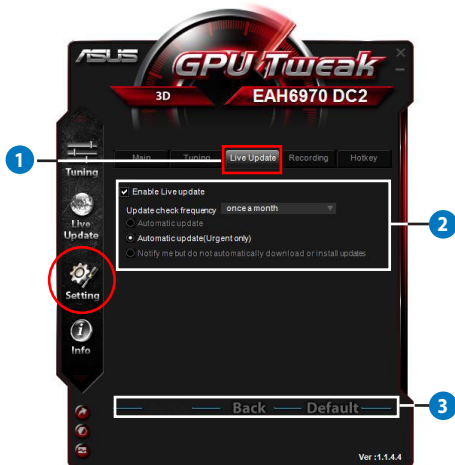 ASUS
GPU Tweak
3D
EAH6970 DC2
1
Main
Tuning
Live Update
Recording
Hotkey
Tuning
Live
Update
Setting
Info
Enable Live update
Update check frequency
once a month
Automatic update
Automatic update(Urgent only)
Notify me but do not automatically download or install updates
2
Back
Default
3
Ver :1.1.4.4